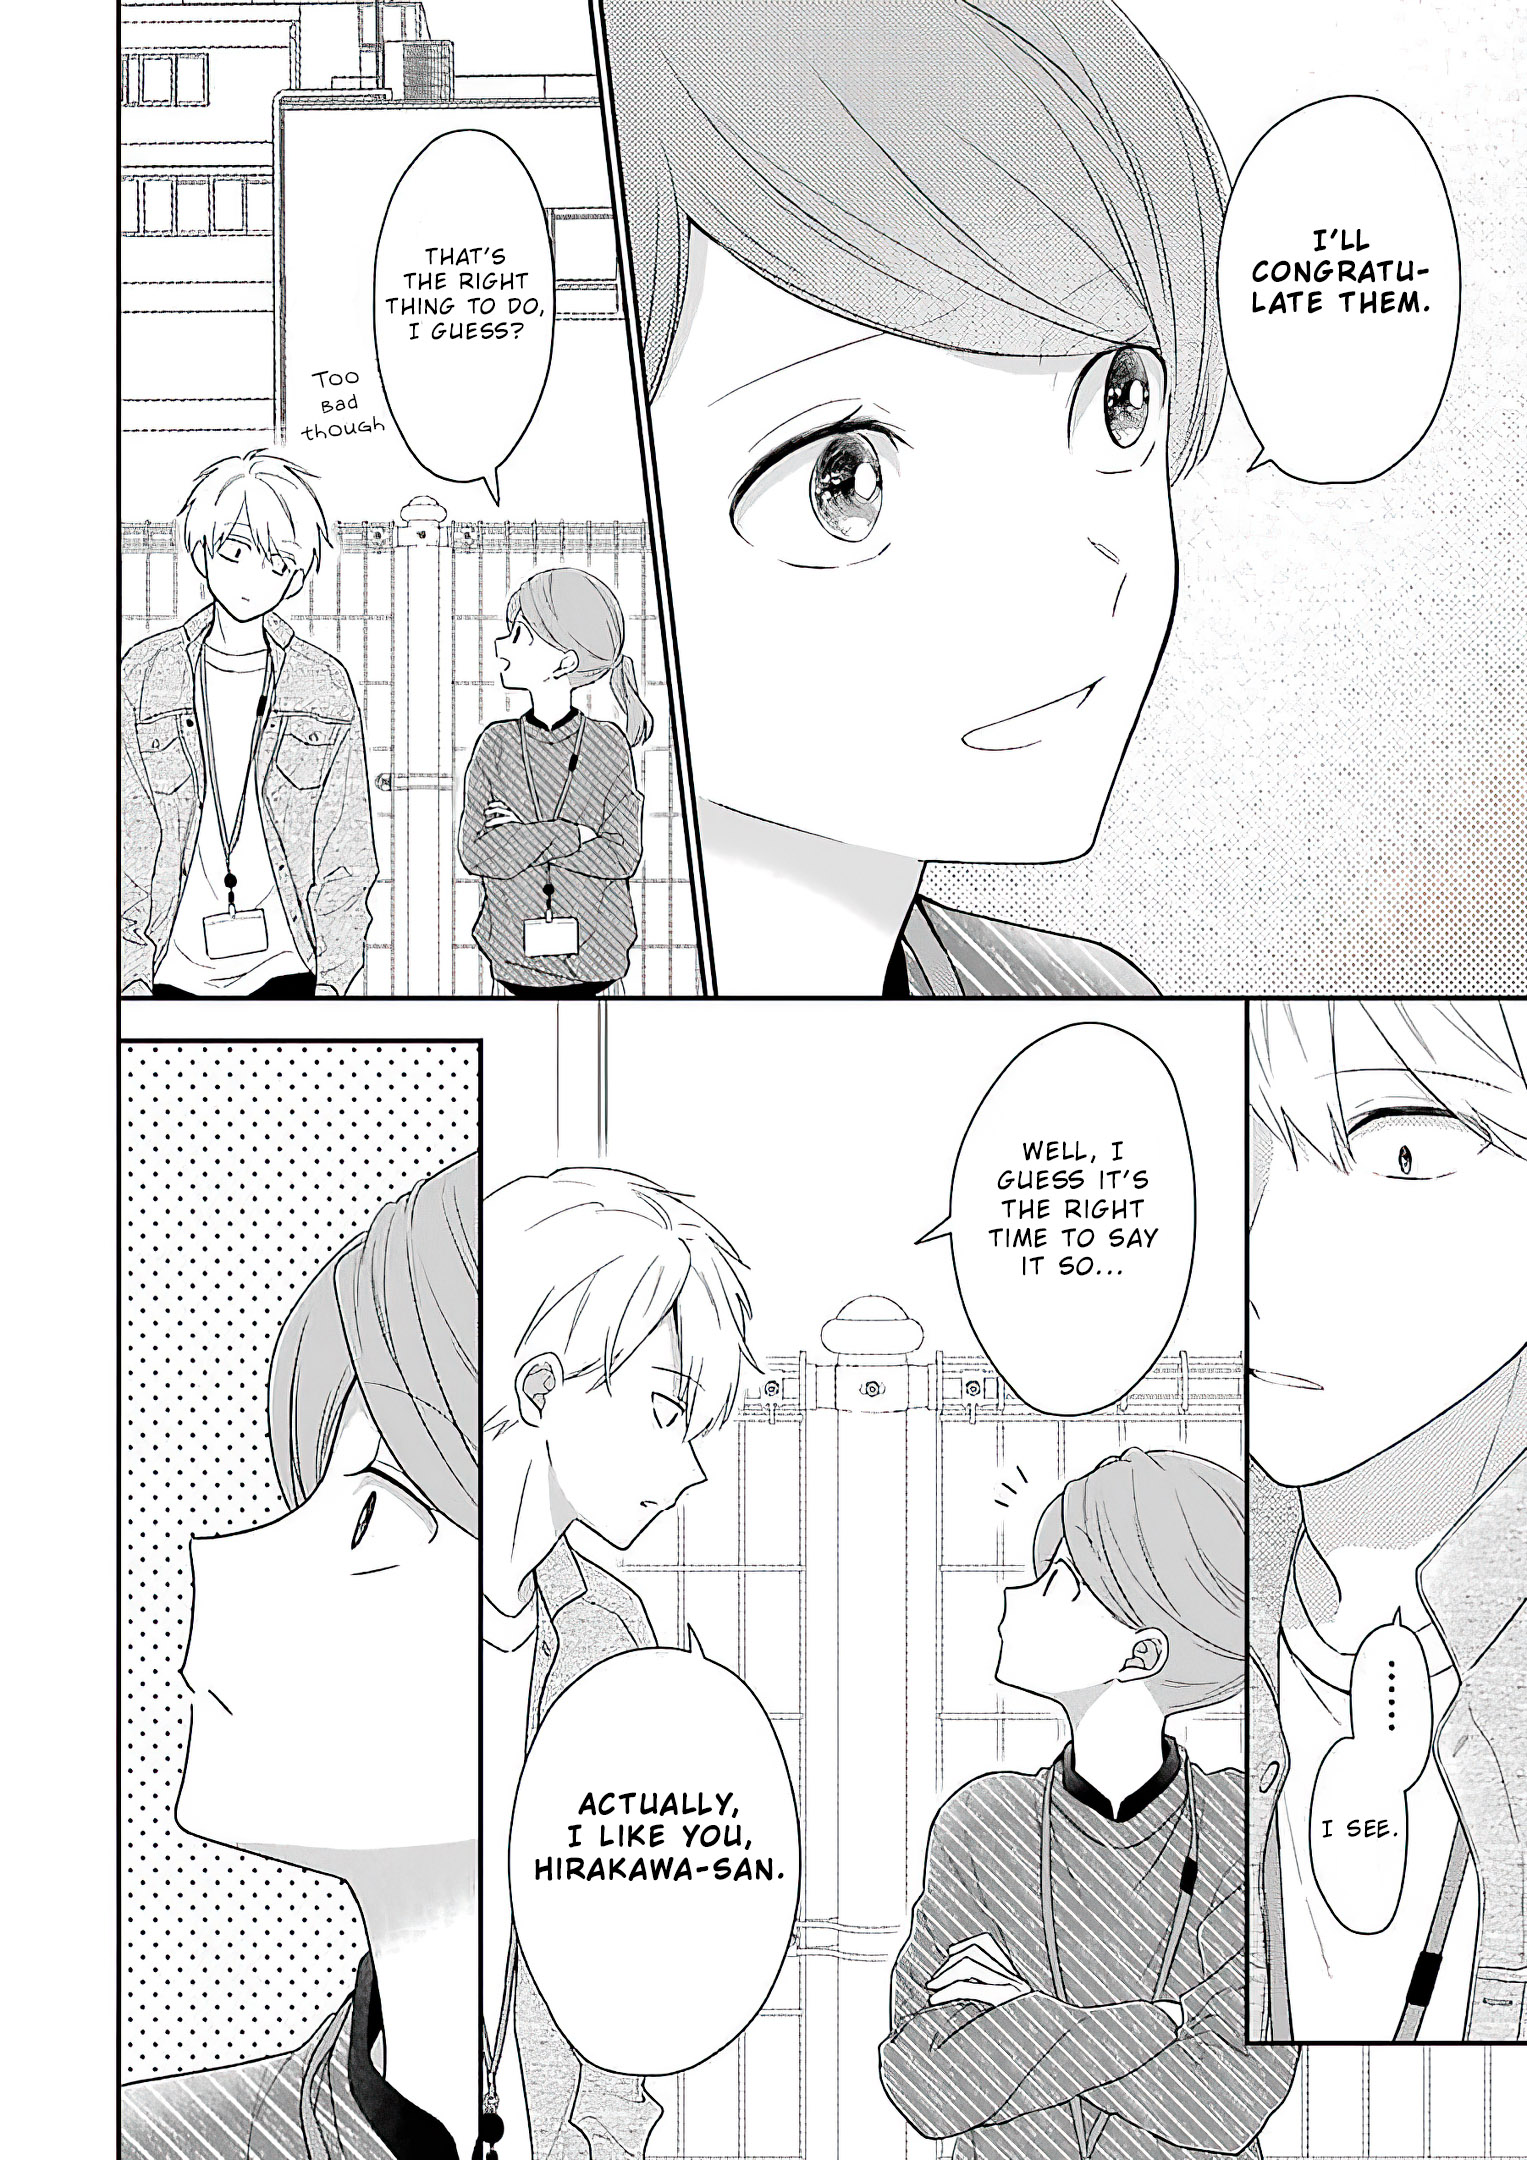 I'LL
CONGRATU-
LATE THEM.
THAT'S
THE RIGHT
THING TO DO,
I GUESS?
TOO
BaD
though
......
I SEE.
WELL, I
GUESS IT'S
THE RIGHT
TIME TO SAY
IT SO...
ACTUALLY,
I LIKE YOU,
HIRAKAWA-SAN.